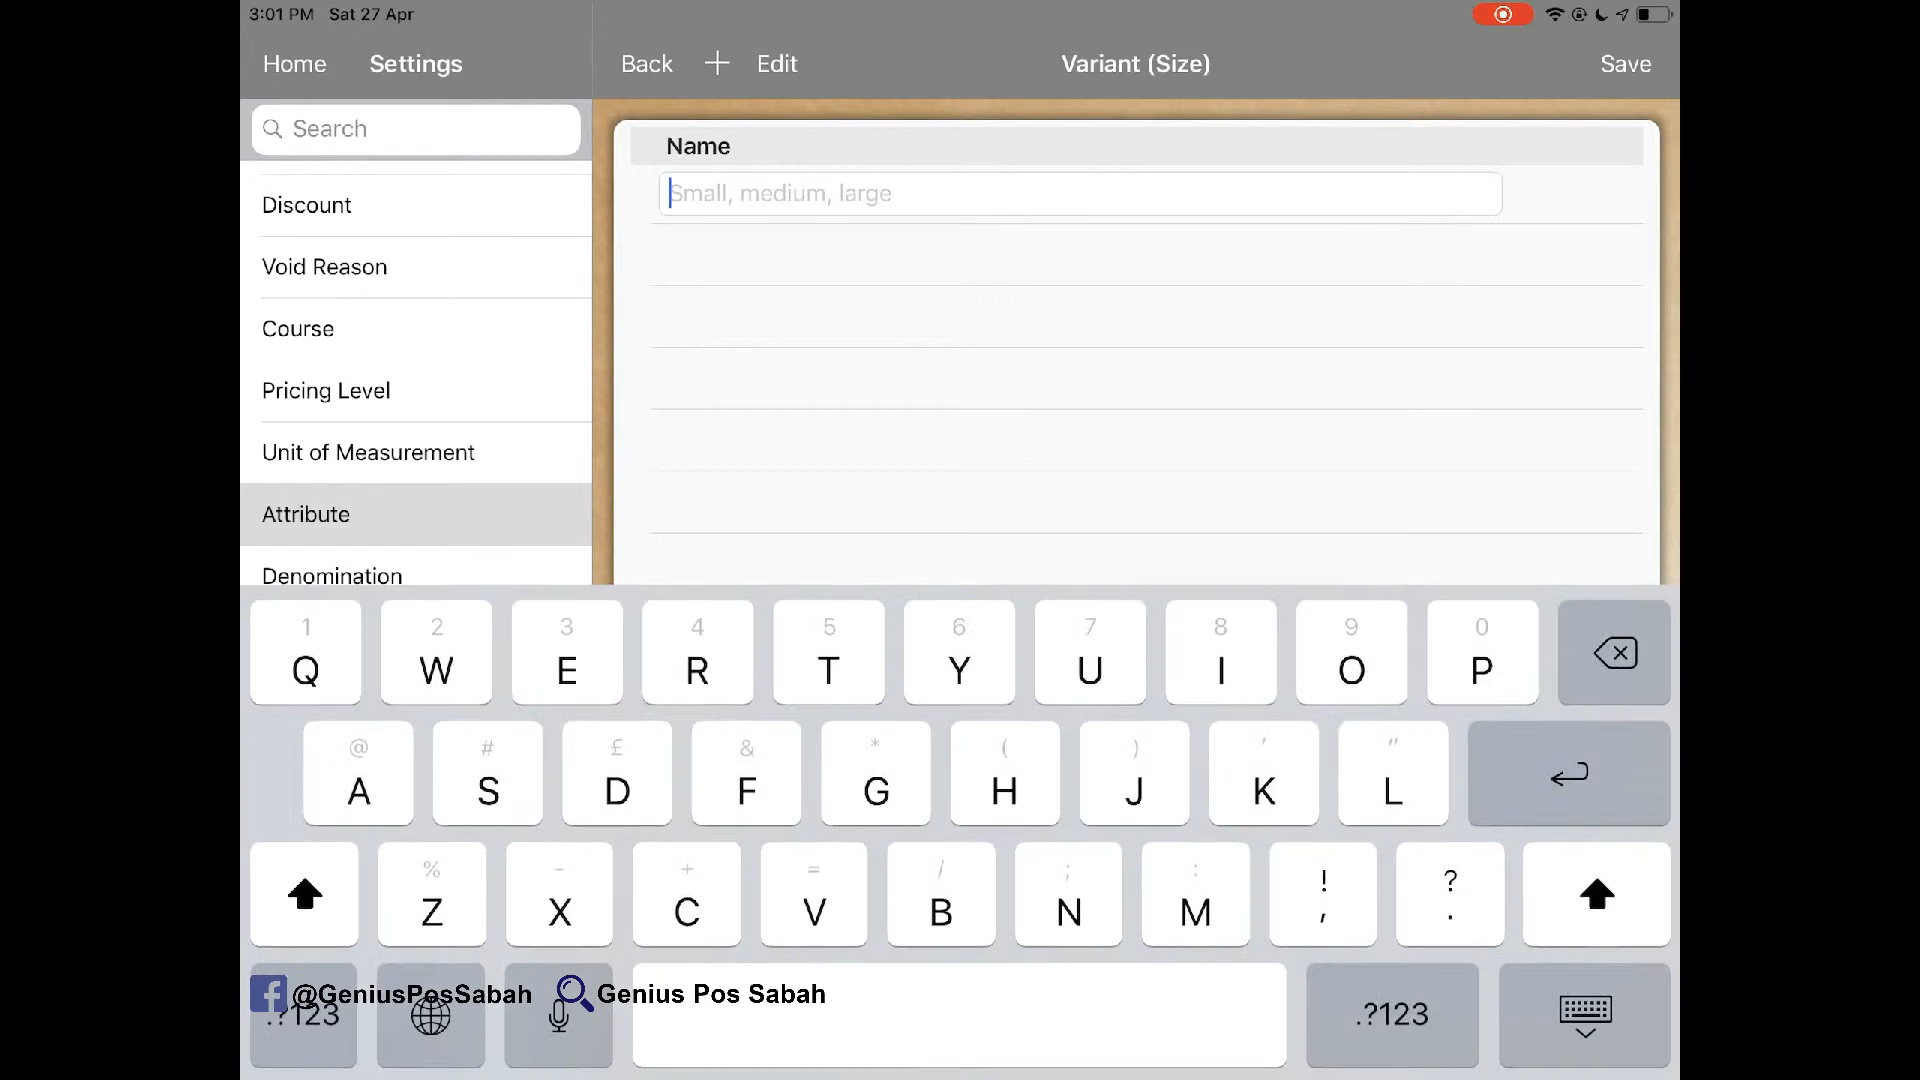 3:01 PM Sat 27 Apr
Home Settings
Back + Edit Variant (Size) Save
Search
Discount
Void Reason
Course
Pricing Level
Unit of Measurement
Attribute
Denomination
Name
Small, medium, large
1 2 3 4 5 6 7 8 9 0
Q W E R T Y U I O P
@ # £ & * ( ) ' "
A S D F G H J K L
% - + = / ; : ! ?
Z X C V B N M , .
@GeniusPosSabah Genius Pos Sabah
.?123 .?123